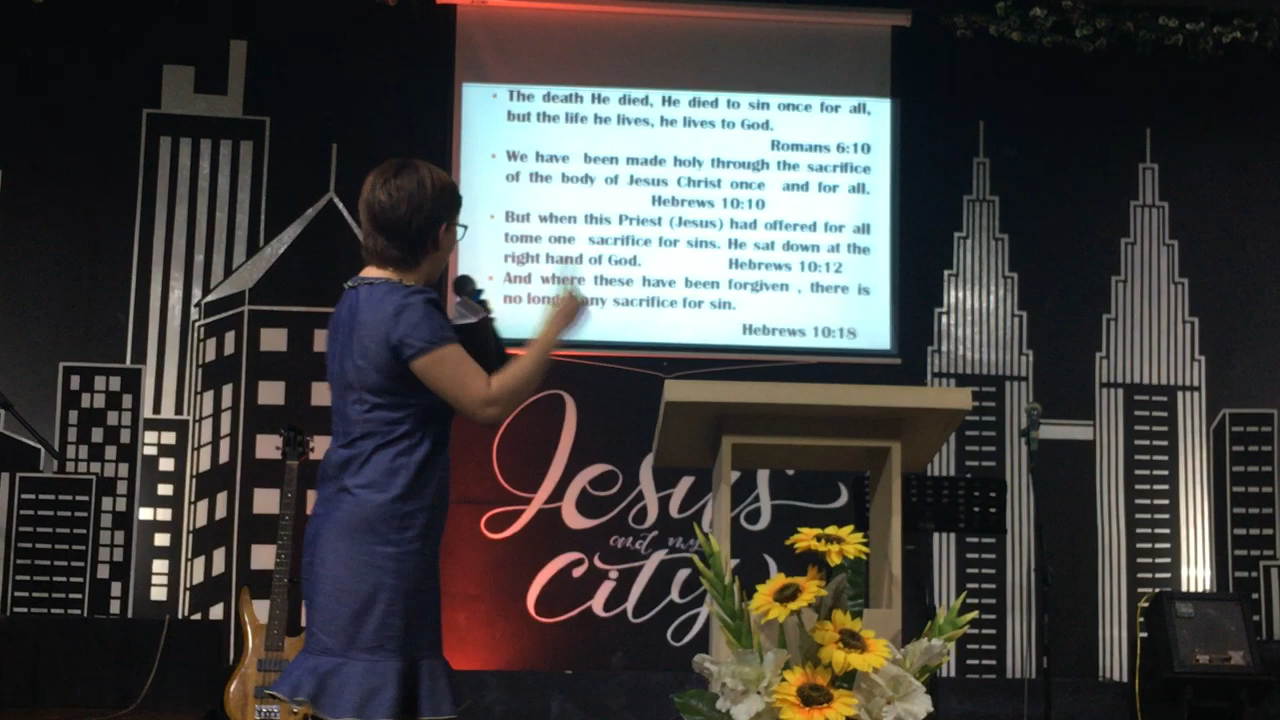 • The death He died, He died to sin once for all,
but the life he lives, he lives to God.
Romans 6:10
• We have been made holy through the sacrifice
of the body of Jesus Christ once and for all.
Hebrews 10:10
• But when this Priest (Jesus) had offered for all
tome one sacrifice for sins. He sat down at the
right hand of God. Hebrews 10:12
• And where these have been forgiven , there is
no long any sacrifice for sin.
Hebrews 10:18
Jesus
and my
City